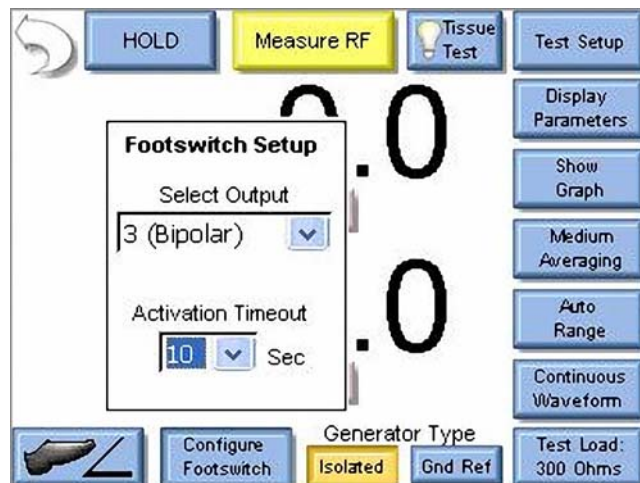 HOLD
Measure RF
Tissue
Test
Test Setup
Display
Parameters
Show
Graph
Medium
Averaging
Auto
Range
Continuous
Waveform
Test Load:
300 Ohms
.0
.0
Footswitch Setup
Select Output
3 (Bipolar)
Activation Timeout
10 Sec
Configure
Footswitch
Generator Type
Isolated
Gnd Ref